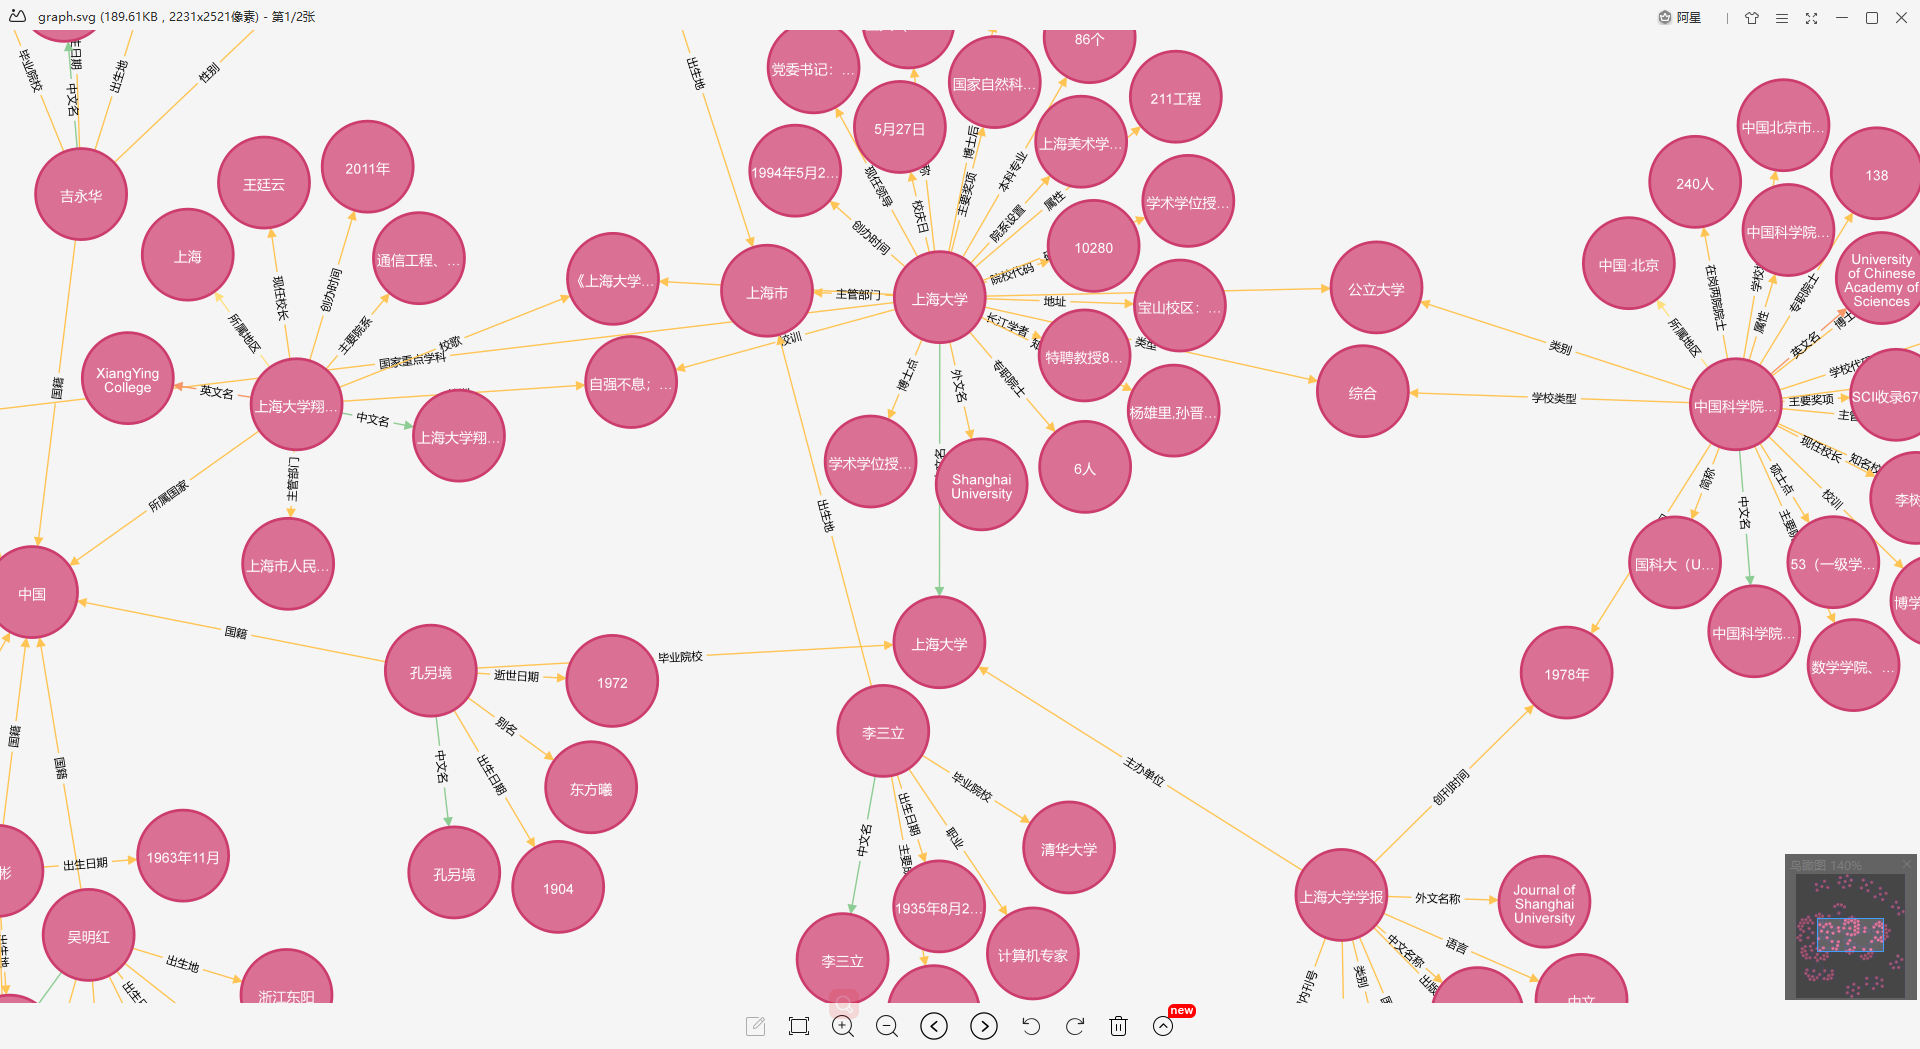 graph.svg (189.61KB , 2231x2521像素) - 第1/2张
阿星
毕业院校
中文名
出生地
性别
出生地
党委书记：...
国家自然科...
86个
211工程
5月27日
上海美术学...
1994年5月2...
学术学位授...
10280
宝山校区：...
特聘教授8...
杨雄里,孙晋...
6人
Shanghai
University
学术学位授...
现任领导
校庆日
创办时间
主要奖项
博士后
本科专业
院系设置
属性
院校代码
地址
长江学者
类型
专职院士
外文名
博士点
主管部门
上海大学
上海市
公立大学
综合
类别
学校类型
中国北京市...
240人
138
中国科学院...
中国·北京
University
of Chinese
Academy of
Sciences
在岗两院院士
专职院士
属性
英文名
所属地区
主要奖项
SCI收录67
现任校长
硕士点
校训
简称
中文名
中国科学院...
国科大（U...
53（一级学...
中国科学院...
数学学院、...
1978年
吉永华
国籍
王廷云
2011年
上海
通信工程、...
现任校长
创办时间
主要院系
所属地区
XiangYing
College
英文名
上海大学翔...
中文名
上海大学翔...
国家重点学科
校歌
校训
《上海大学...
自强不息；...
主管部门
上海市人民...
所属国家
中国
国籍
孔另境
毕业院校
逝世日期
1972
别名
东方曦
中文名
孔另境
出生日期
1904
上海大学
出生地
李三立
毕业院校
清华大学
出生日期
1935年8月2...
职业
计算机专家
中文名
李三立
主办单位
创刊时间
上海大学学报
外文名称
Journal of
Shanghai
University
语言
中文
中文名称
类别
国籍
国籍
彬
出生日期
1963年11月
吴明红
出生地
浙江东阳
鸟瞰图 140%
new